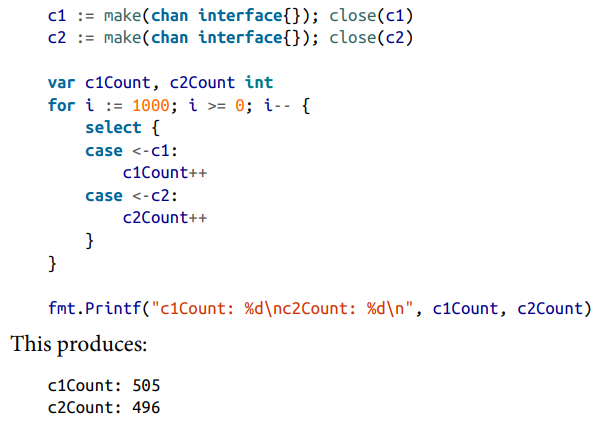 c1 := make(chan interface{}); close(c1)
c2 := make(chan interface{}); close(c2)
var c1Count, c2Count int
for i := 1000; i >= 0; i-- {
select {
case <-c1:
c1Count++
case <-c2:
c2Count++
}
}
fmt.Printf("c1Count: %d\nc2Count: %d\n", c1Count, c2Count)
This produces:
c1Count: 505
c2Count: 496